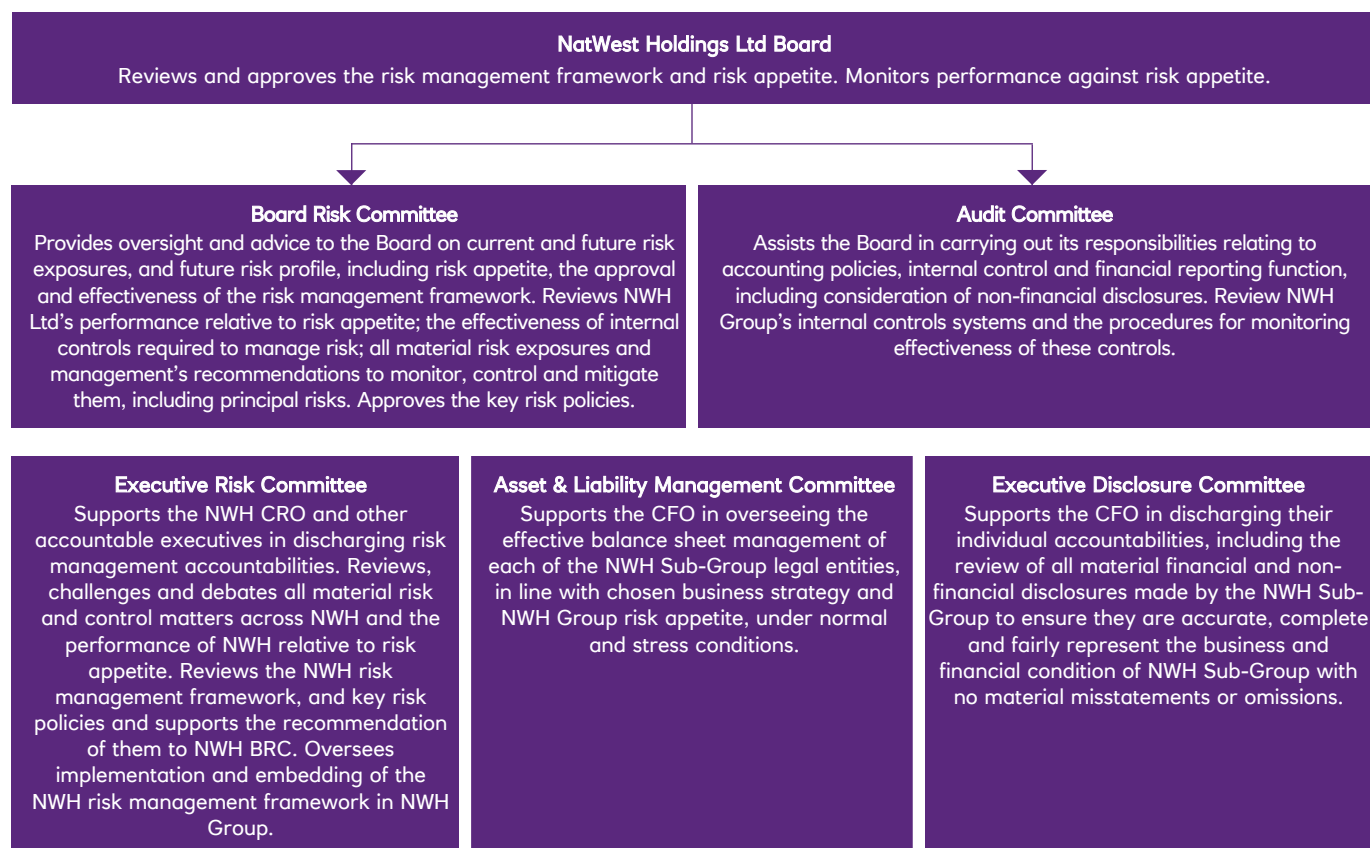 NatWest Holdings Ltd Board
Reviews and approves the risk management framework and risk appetite. Monitors performance against risk appetite.
Board Risk Committee
Provides oversight and advice to the Board on current and future risk
exposures, and future risk profile, including risk appetite, the approval
and effectiveness of the risk management framework. Reviews NWH
Ltd's performance relative to risk appetite; the effectiveness of internal
controls required to manage risk; all material risk exposures and
management's recommendations to monitor, control and mitigate
them, including principal risks. Approves the key risk policies.
Audit Committee
Assists the Board in carrying out its responsibilities relating to
accounting policies, internal control and financial reporting function,
including consideration of non-financial disclosures. Review NWH
Group's internal controls systems and the procedures for monitoring
effectiveness of these controls.
Executive Risk Committee
Supports the NWH CRO and other
accountable executives in discharging risk
management accountabilities. Reviews,
challenges and debates all material risk
and control matters across NWH and the
performance of NWH relative to risk
appetite. Reviews the NWH risk
management framework, and key risk
policies and supports the recommendation
of them to NWH BRC. Oversees
implementation and embedding of the
NWH risk management framework in NWH
Group.
Asset & Liability Management Committee
Supports the CFO in overseeing the
effective balance sheet management of
each of the NWH Sub-Group legal entities,
in line with chosen business strategy and
NWH Group risk appetite, under normal
and stress conditions.
Executive Disclosure Committee
Supports the CFO in discharging their
individual accountabilities, including the
review of all material financial and non-
financial disclosures made by the NWH Sub-
Group to ensure they are accurate, complete
and fairly represent the business and
financial condition of NWH Sub-Group with
no material misstatements or omissions.